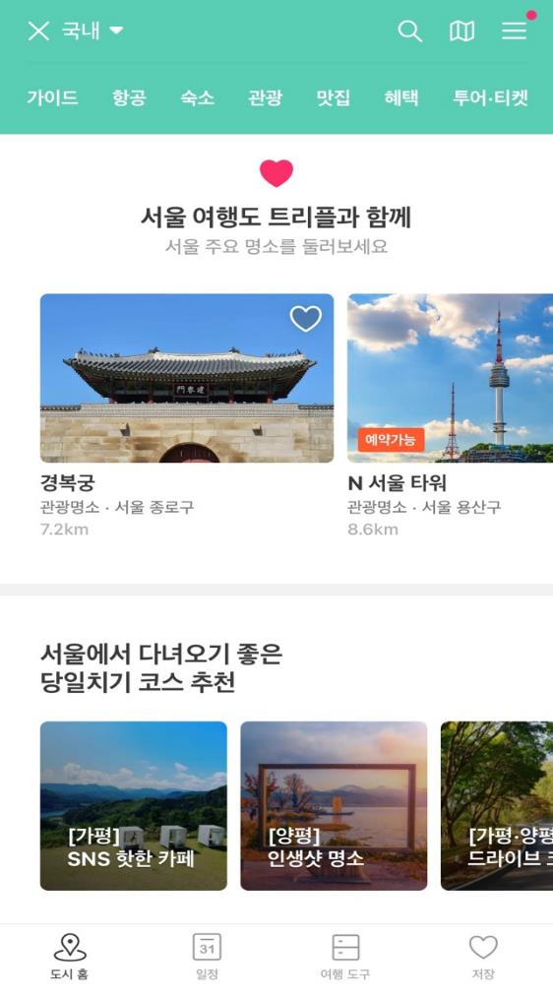 국내
가이드 항공 숙소 관광 맛집 혜택 투어·티켓
서울 여행도 트리플과 함께
서울 주요 명소를 둘러보세요
예약가능
경복궁
관광명소 · 서울 종로구
7.2km
N 서울 타워
관광명소 · 서울 용산구
8.6km
서울에서 다녀오기 좋은
당일치기 코스 추천
[가평]
SNS 핫한 카페
[양평]
인생샷 명소
[가평·양평
드라이브
도시 홈
31
일정
여행 도구
저장